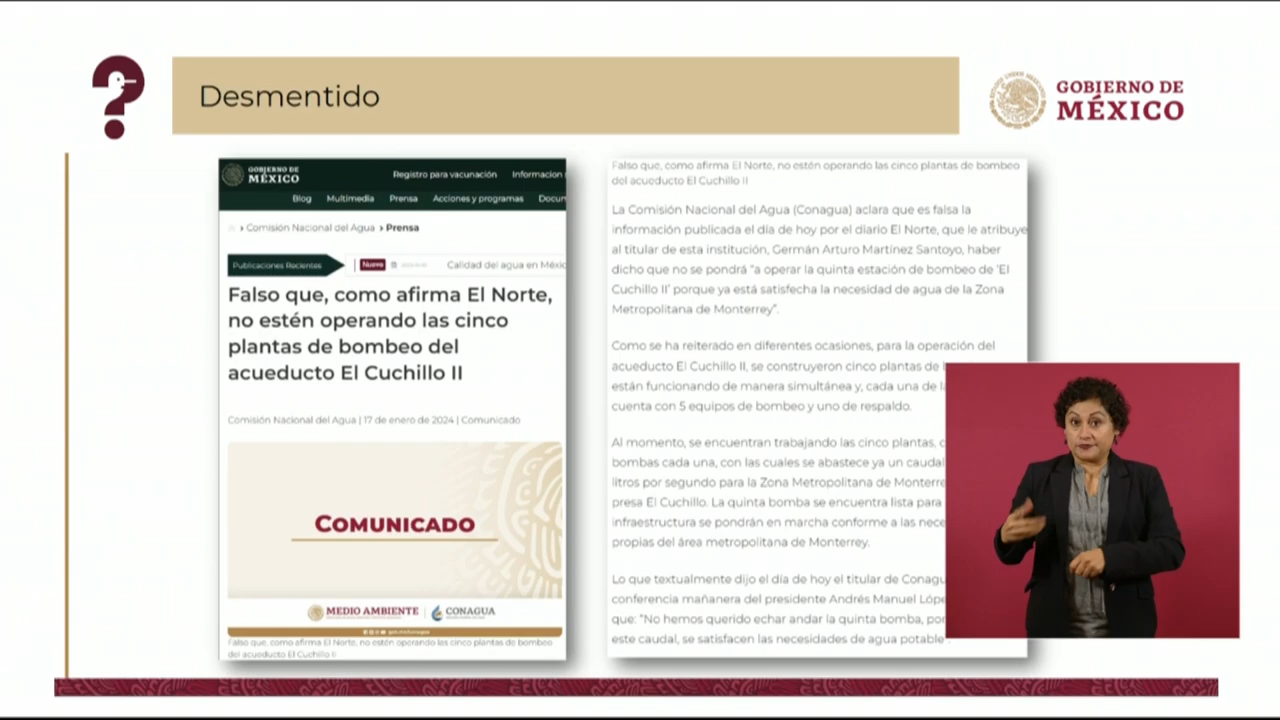 Desmentido
GOBIERNO DE
MÉXICO
GOBIERNO DE
MÉXICO
Registro para vacunación Informacion
Blog Multimedia Prensa Acciones y programas Docum
Comisión Nacional del Agua > Prensa
Publicaciones Recientes
Nuevo
Calidad del agua en Méxic
Falso que, como afirma El Norte,
no estén operando las cinco
plantas de bombeo del
acueducto El Cuchillo II
Comisión Nacional del Agua | 17 de enero de 2024 | Comunicado
COMUNICADO
MEDIO AMBIENTE
CONAGUA
Falso que, como afirma El Norte, no estén operando las cinco plantas de bombeo
del acueducto El Cuchillo II
Falso que, como afirma El Norte, no estén operando las cinco plantas de bombeo
del acueducto El Cuchillo II
La Comisión Nacional del Agua (Conagua) aclara que es falsa la
información publicada el día de hoy por el diario El Norte, que le atribuye
al titular de esta institución, Germán Arturo Martínez Santoyo, haber
dicho que no se pondrá "a operar la quinta estación de bombeo de 'El
Cuchillo II' porque ya está satisfecha la necesidad de agua de la Zona
Metropolitana de Monterrey".
Como se ha reiterado en diferentes ocasiones, para la operación del
acueducto El Cuchillo II, se construyeron cinco plantas de
están funcionando de manera simultánea y, cada una de
cuenta con 5 equipos de bombeo y uno de respaldo.
Al momento, se encuentran trabajando las cinco plantas,
bombas cada una, con las cuales se abastece ya un caudal
litros por segundo para la Zona Metropolitana de Monterre
presa El Cuchillo. La quinta bomba se encuentra lista para
infraestructura se pondrán en marcha conforme a las nece
propias del área metropolitana de Monterrey.
Lo que textualmente dijo el día de hoy el titular de Conagu
conferencia mañanera del presidente Andrés Manuel Lópe
que: "No hemos querido echar andar la quinta bomba, por
este caudal, se satisfacen las necesidades de agua potable